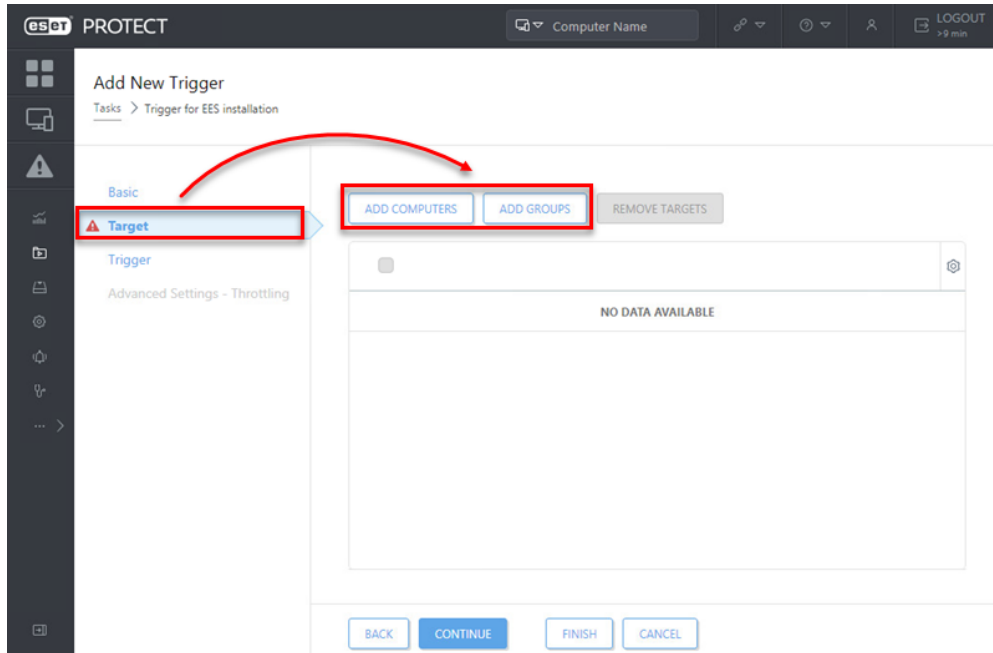 eset PROTECT
Computer Name
LOGOUT
>9 min
Add New Trigger
Tasks > Trigger for EES installation
Basic
Target
Trigger
Advanced Settings - Throttling
ADD COMPUTERS ADD GROUPS REMOVE TARGETS
NO DATA AVAILABLE
BACK CONTINUE FINISH CANCEL